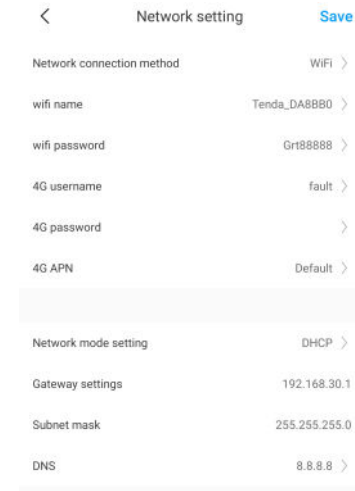 Network setting Save
Network connection method WiFi
wifi name Tenda_DA8BB0
wifi password Grt88888
4G username fault
4G password
4G APN Default
Network mode setting DHCP
Gateway settings 192.168.30.1
Subnet mask 255.255.255.0
DNS 8.8.8.8